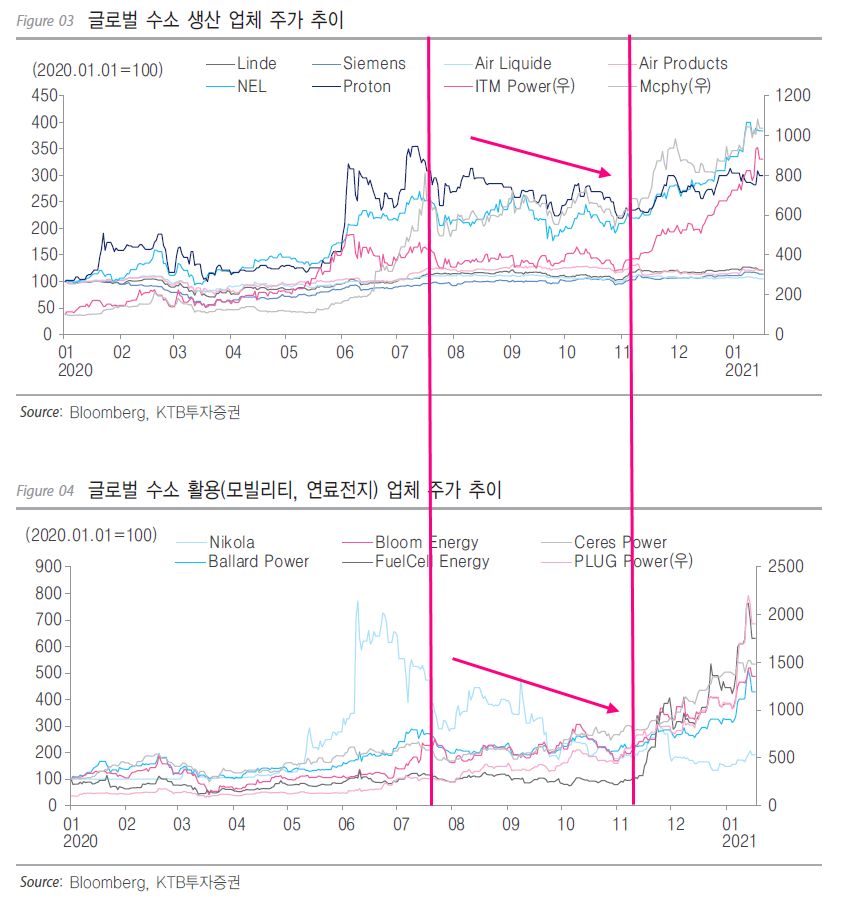 Figure 03 글로벌 수소 생산 업체 주가 추이
(2020.01.01=100) Linde Siemens Air Liquide Air Products
NEL Proton ITM Power(우) Mcphy(우)
450 1200
400 1000
350
300 800
250
200 600
150 400
100 200
50
0 0
01 02 03 04 05 06 07 08 09 10 11 12 01
2020 2021
Source: Bloomberg, KTB투자증권
Figure 04 글로벌 수소 활용(모빌리티, 연료전지) 업체 주가 추이
(2020.01.01=100) Nikola Bloom Energy Ceres Power
Ballard Power FuelCell Energy PLUG Power(우)
900 2500
800
700 2000
600
500 1500
400 1000
300
200 500
100
0 0
01 02 03 04 05 06 07 08 09 10 11 12 01
2020 2021
Source: Bloomberg, KTB투자증권